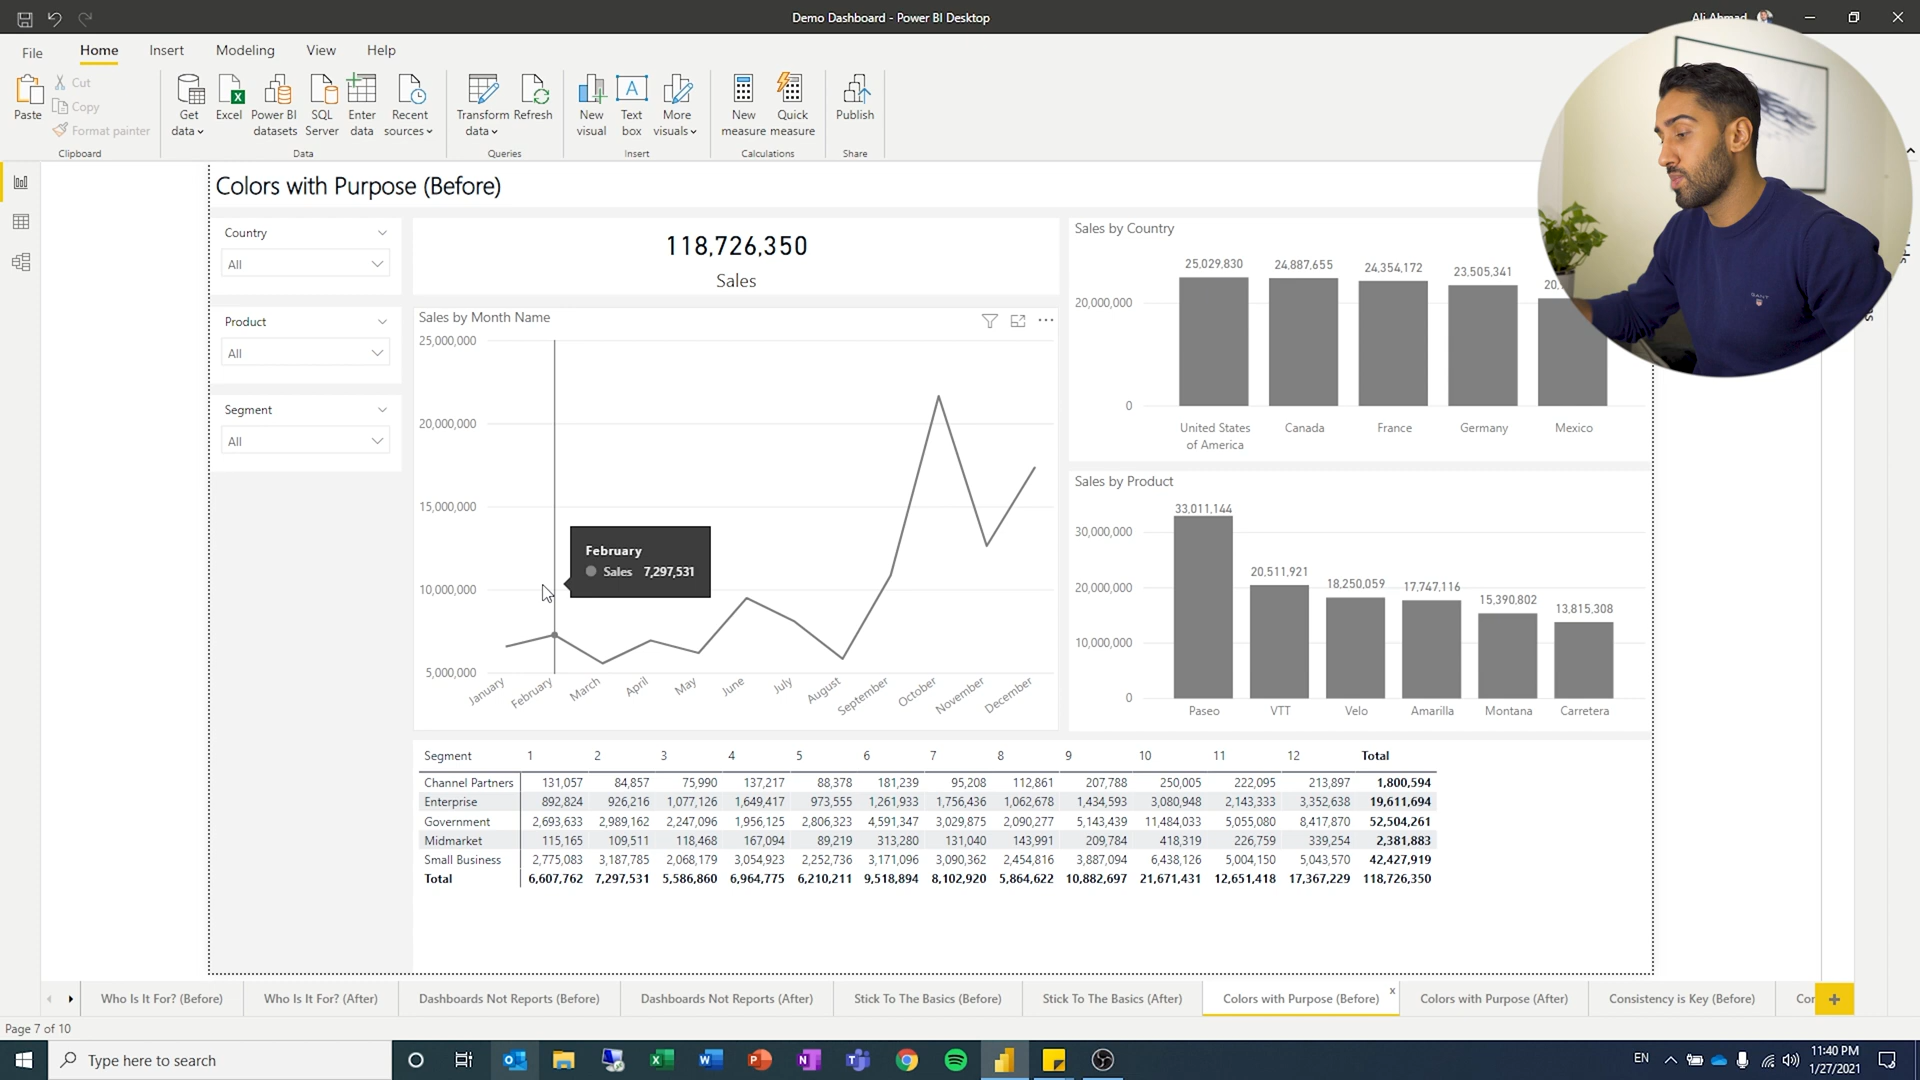 Demo Dashboard - Power BI Desktop
Ali Ahmad
File Home Insert Modeling View Help
Paste
Cut
Copy
Format painter
Clipboard
Get data
Excel
Power BI datasets
SQL Server
Enter data
Recent sources
Data
Transform data
Refresh
Queries
New visual
Text box
More visuals
Insert
New measure
Quick measure
Calculations
Publish
Share
Colors with Purpose (Before)
Country
All
Product
All
Segment
All
118,726,350
Sales
Sales by Month Name
25,000,000
20,000,000
15,000,000
10,000,000
5,000,000
February
Sales 7,297,531
January February March April May June July August September October November December
Sales by Country
25,029,830 24,887,655 24,354,172 23,505,341
20,000,000
0
United States of America Canada France Germany Mexico
Sales by Product
33,011,144 20,511,921 18,250,059 17,747,116 15,390,802 13,815,308
30,000,000
20,000,000
10,000,000
0
Paseo VTT Velo Amarilla Montana Carretera
Segment 1 2 3 4 5 6 7 8 9 10 11 12 Total
Channel Partners 131,057 84,857 75,990 137,217 88,378 181,239 95,208 112,861 207,788 250,005 222,095 213,897 1,800,594
Enterprise 892,824 926,216 1,077,126 1,649,417 973,555 1,261,933 1,756,436 1,062,678 1,434,593 3,080,948 2,143,333 3,352,638 19,611,694
Government 2,693,633 2,989,162 2,247,096 1,956,125 2,806,323 4,591,347 3,029,875 2,090,277 5,143,439 11,484,033 5,055,080 8,417,870 52,504,261
Midmarket 115,165 109,511 118,468 167,094 89,219 313,280 131,040 143,991 209,784 418,319 226,759 339,254 2,381,883
Small Business 2,775,083 3,187,785 2,068,179 3,054,923 2,252,736 3,171,096 3,090,362 2,454,816 3,887,094 6,438,126 5,004,150 5,043,570 42,427,919
Total 6,607,762 7,297,531 5,586,860 6,964,775 6,210,211 9,518,894 8,102,920 5,864,622 10,882,697 21,671,431 12,651,418 17,367,229 118,726,350
Who Is It For? (Before) Who Is It For? (After) Dashboards Not Reports (Before) Dashboards Not Reports (After) Stick To The Basics (Before) Stick To The Basics (After) Colors with Purpose (Before) Colors with Purpose (After) Consistency is Key (Before)
Page 7 of 10
Type here to search
EN
11:40 PM
1/27/2021
GANT